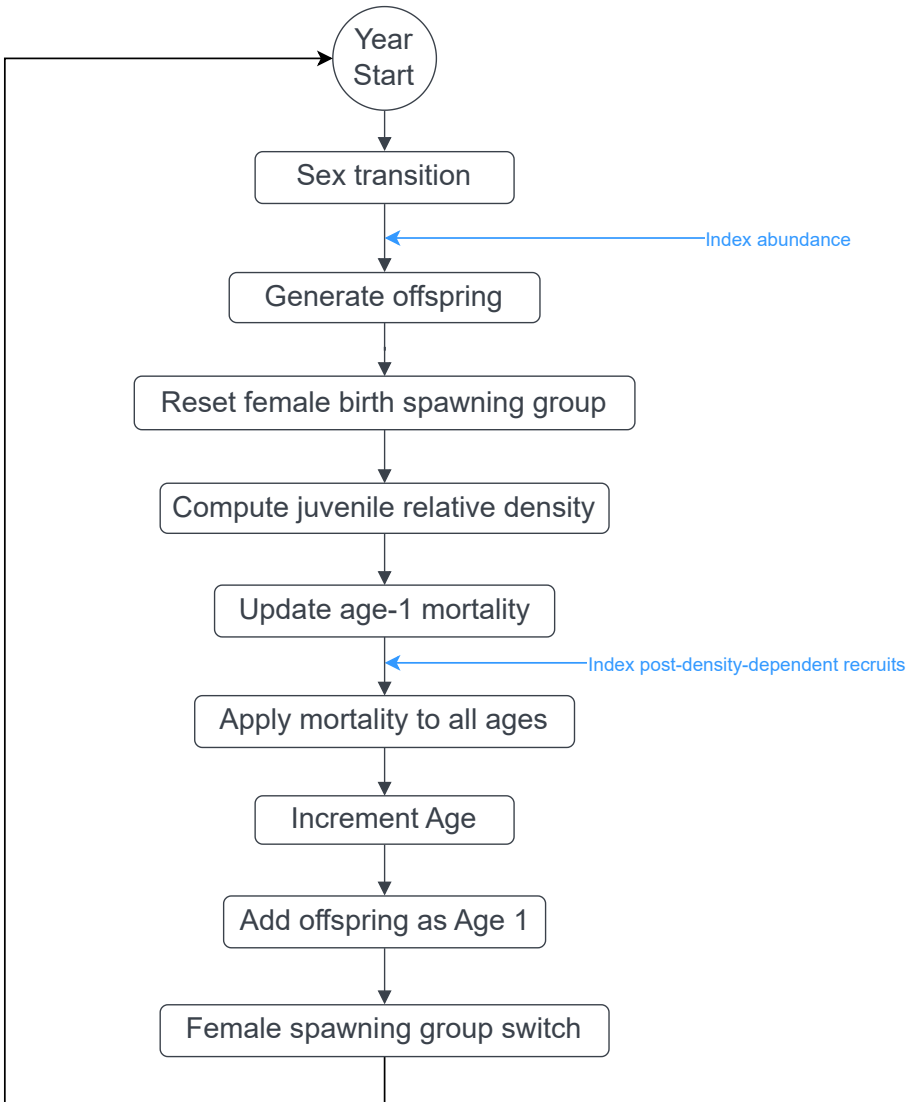 Year
Start
Sex transition
Index abundance
Generate offspring
Reset female birth spawning group
Compute juvenile relative density
Update age-1 mortality
Index post-density-dependent recruits
Apply mortality to all ages
Increment Age
Add offspring as Age 1
Female spawning group switch